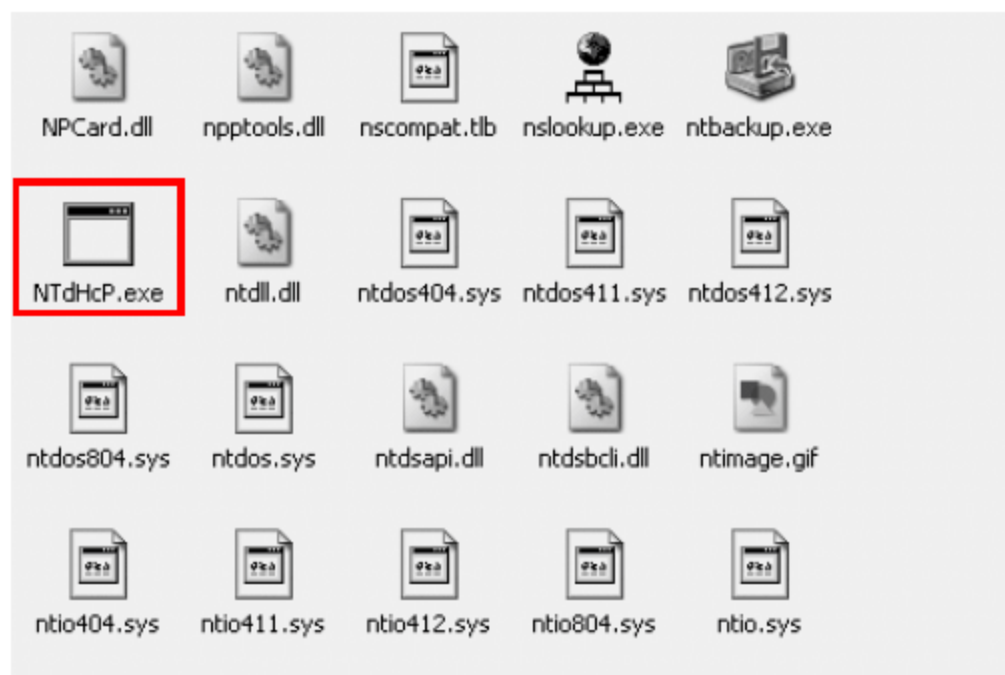 NPCard.dll npptools.dll nscompat.tlb nslookup.exe ntbackup.exe
NTdHcP.exe ntdll.dll ntdos404.sys ntdos411.sys ntdos412.sys
ntdos804.sys ntdos.sys ntdsapi.dll ntdsbcli.dll ntimage.gif
ntio404.sys ntio411.sys ntio412.sys ntio804.sys ntio.sys